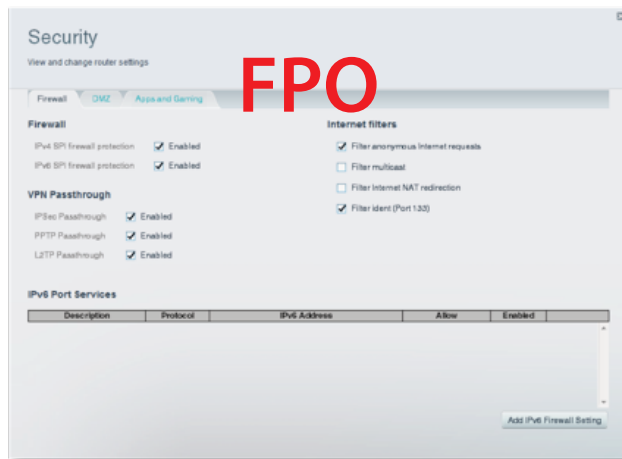 Security
View and change router settings
FPO
Firewall DMZ Apps and Gaming
Firewall
IPv4 SPI firewall protection Enabled
IPv6 SPI firewall protection Enabled
VPN Passthrough
IPSec Passthrough Enabled
PPTP Passthrough Enabled
L2TP Passthrough Enabled
Internet filters
Filter anonymous Internet requests
Filter multicast
Filter Internet NAT redirection
Filter ident (Port 133)
IPv6 Port Services
Description Protocol IPv6 Address Allow Enabled
Add IPv6 Firewall Setting